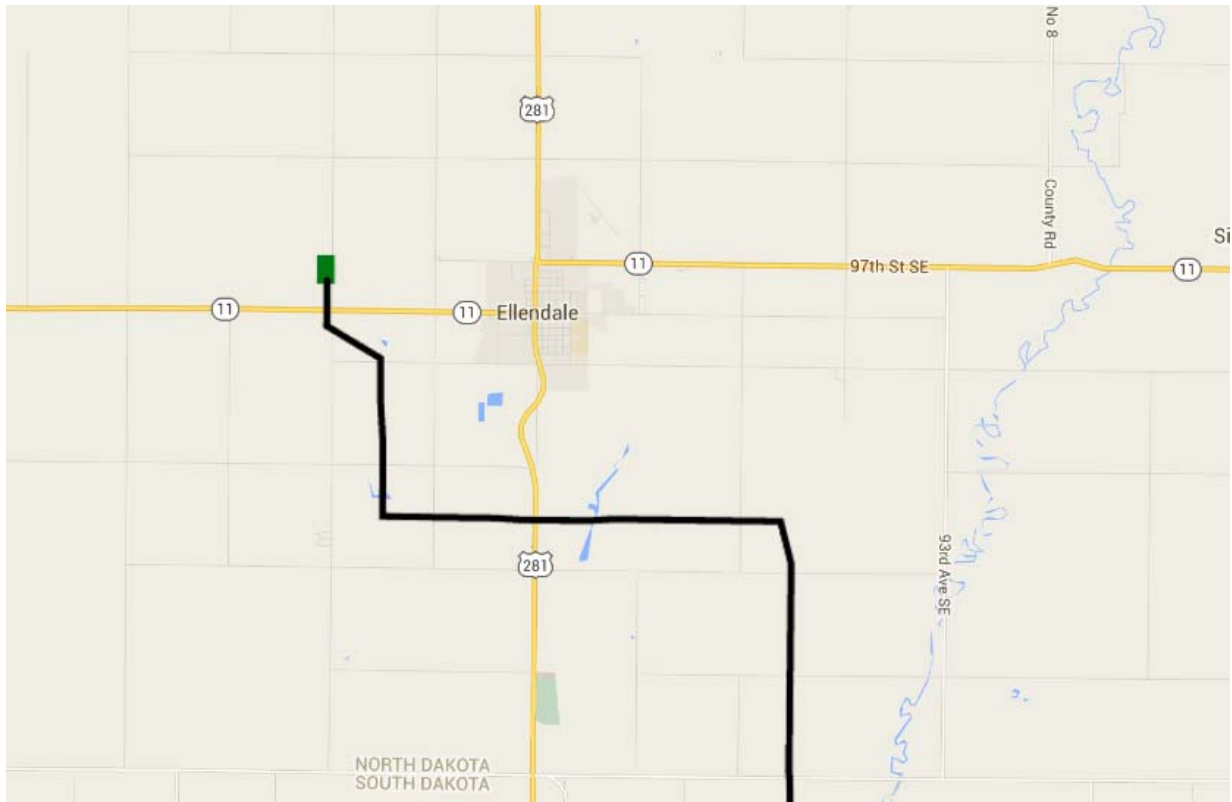 No 8
281
County Rd
Si
11
97th St SE
11
11
11
Ellendale
93rd Ave SE
281
NORTH DAKOTA
SOUTH DAKOTA